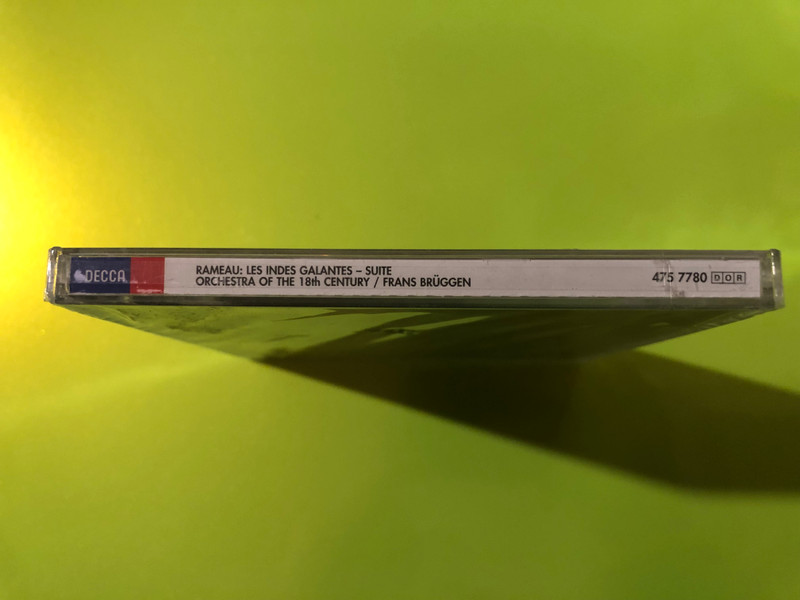 DECCA
RAMEAU: LES INDES GALANTES – SUITE
ORCHESTRA OF THE 18th CENTURY / FRANS BRÜGGEN
475 7780 DOR